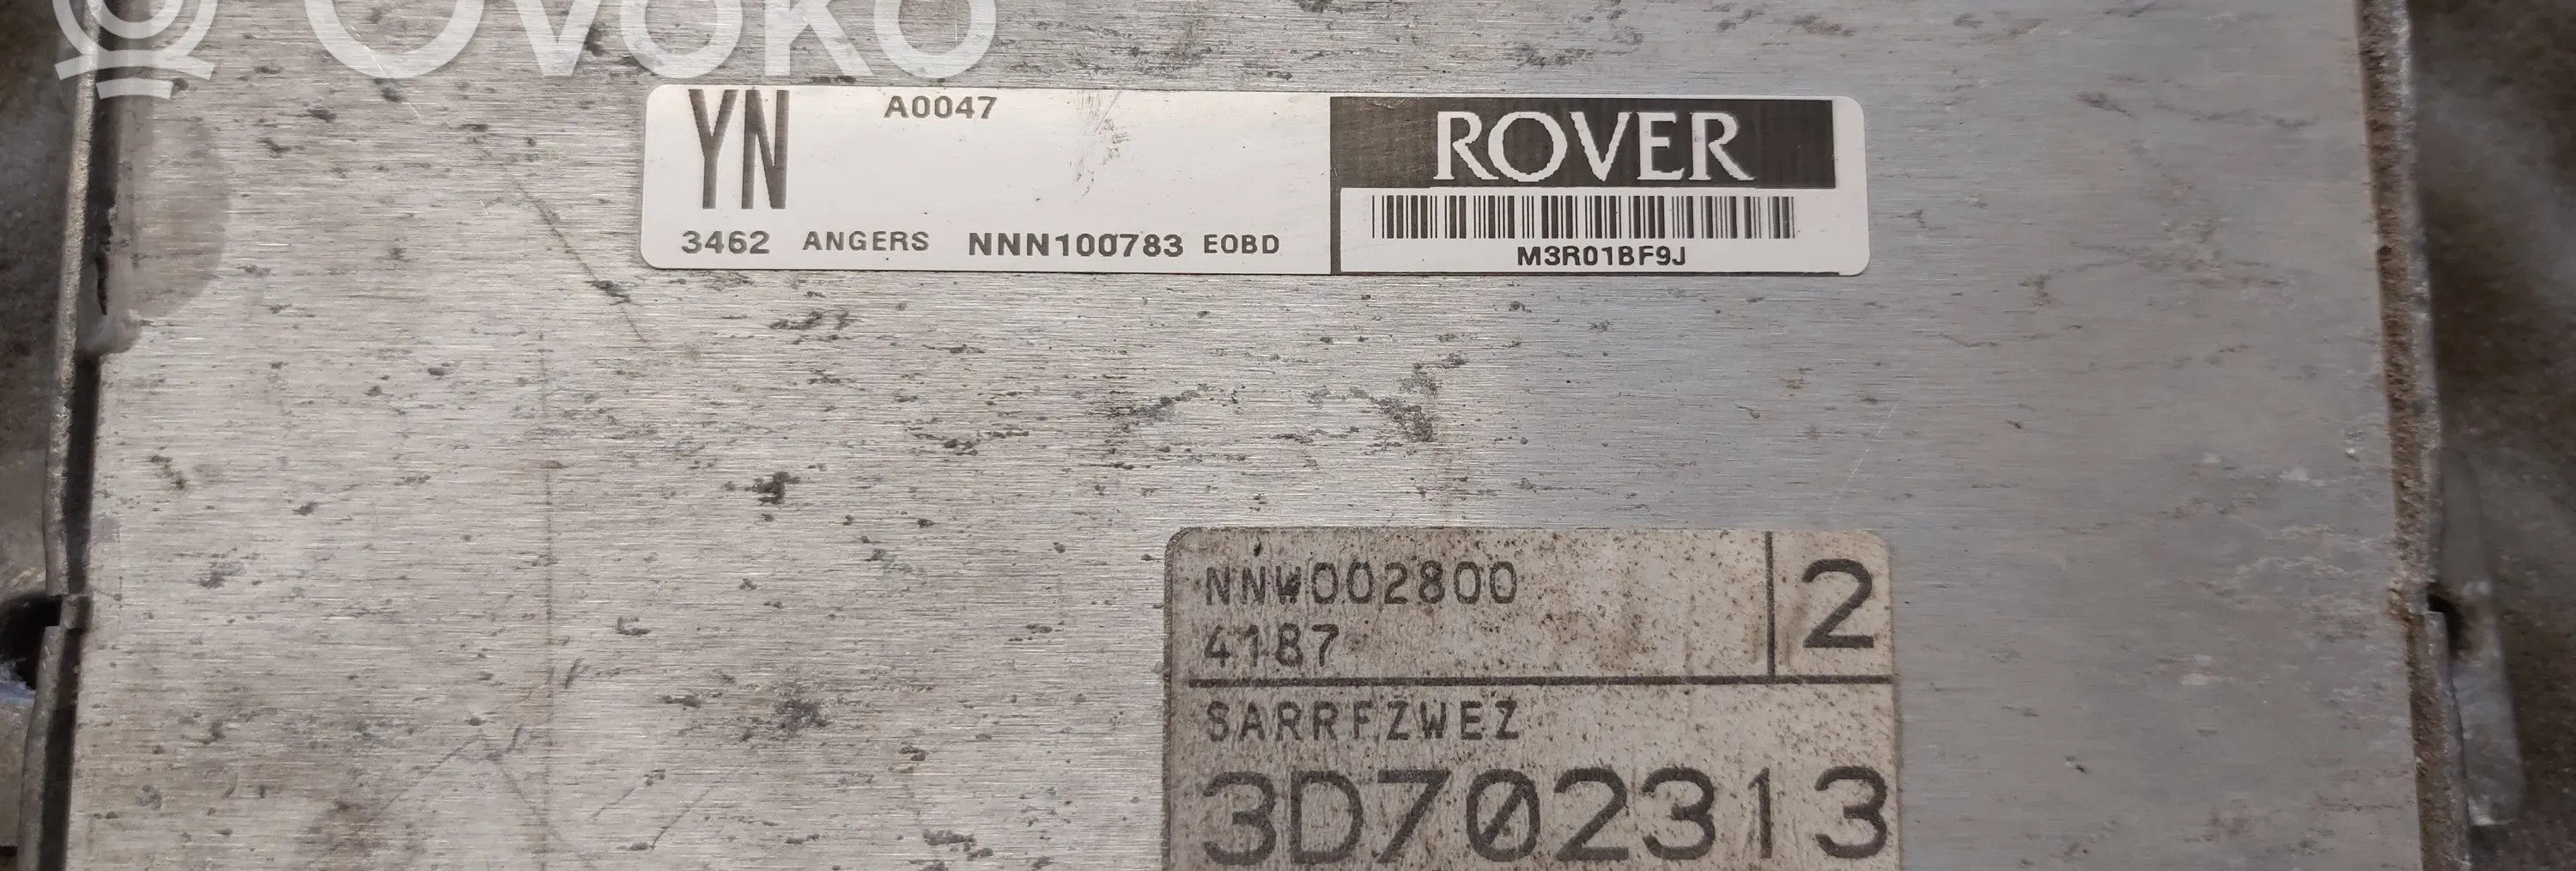 OVOKO
YN A0047
ROVER
3462 ANGERS NNN100783 EOBD
M3R01BF9J
NNW002800
4187
2
SARRFZWEZ
3D702313